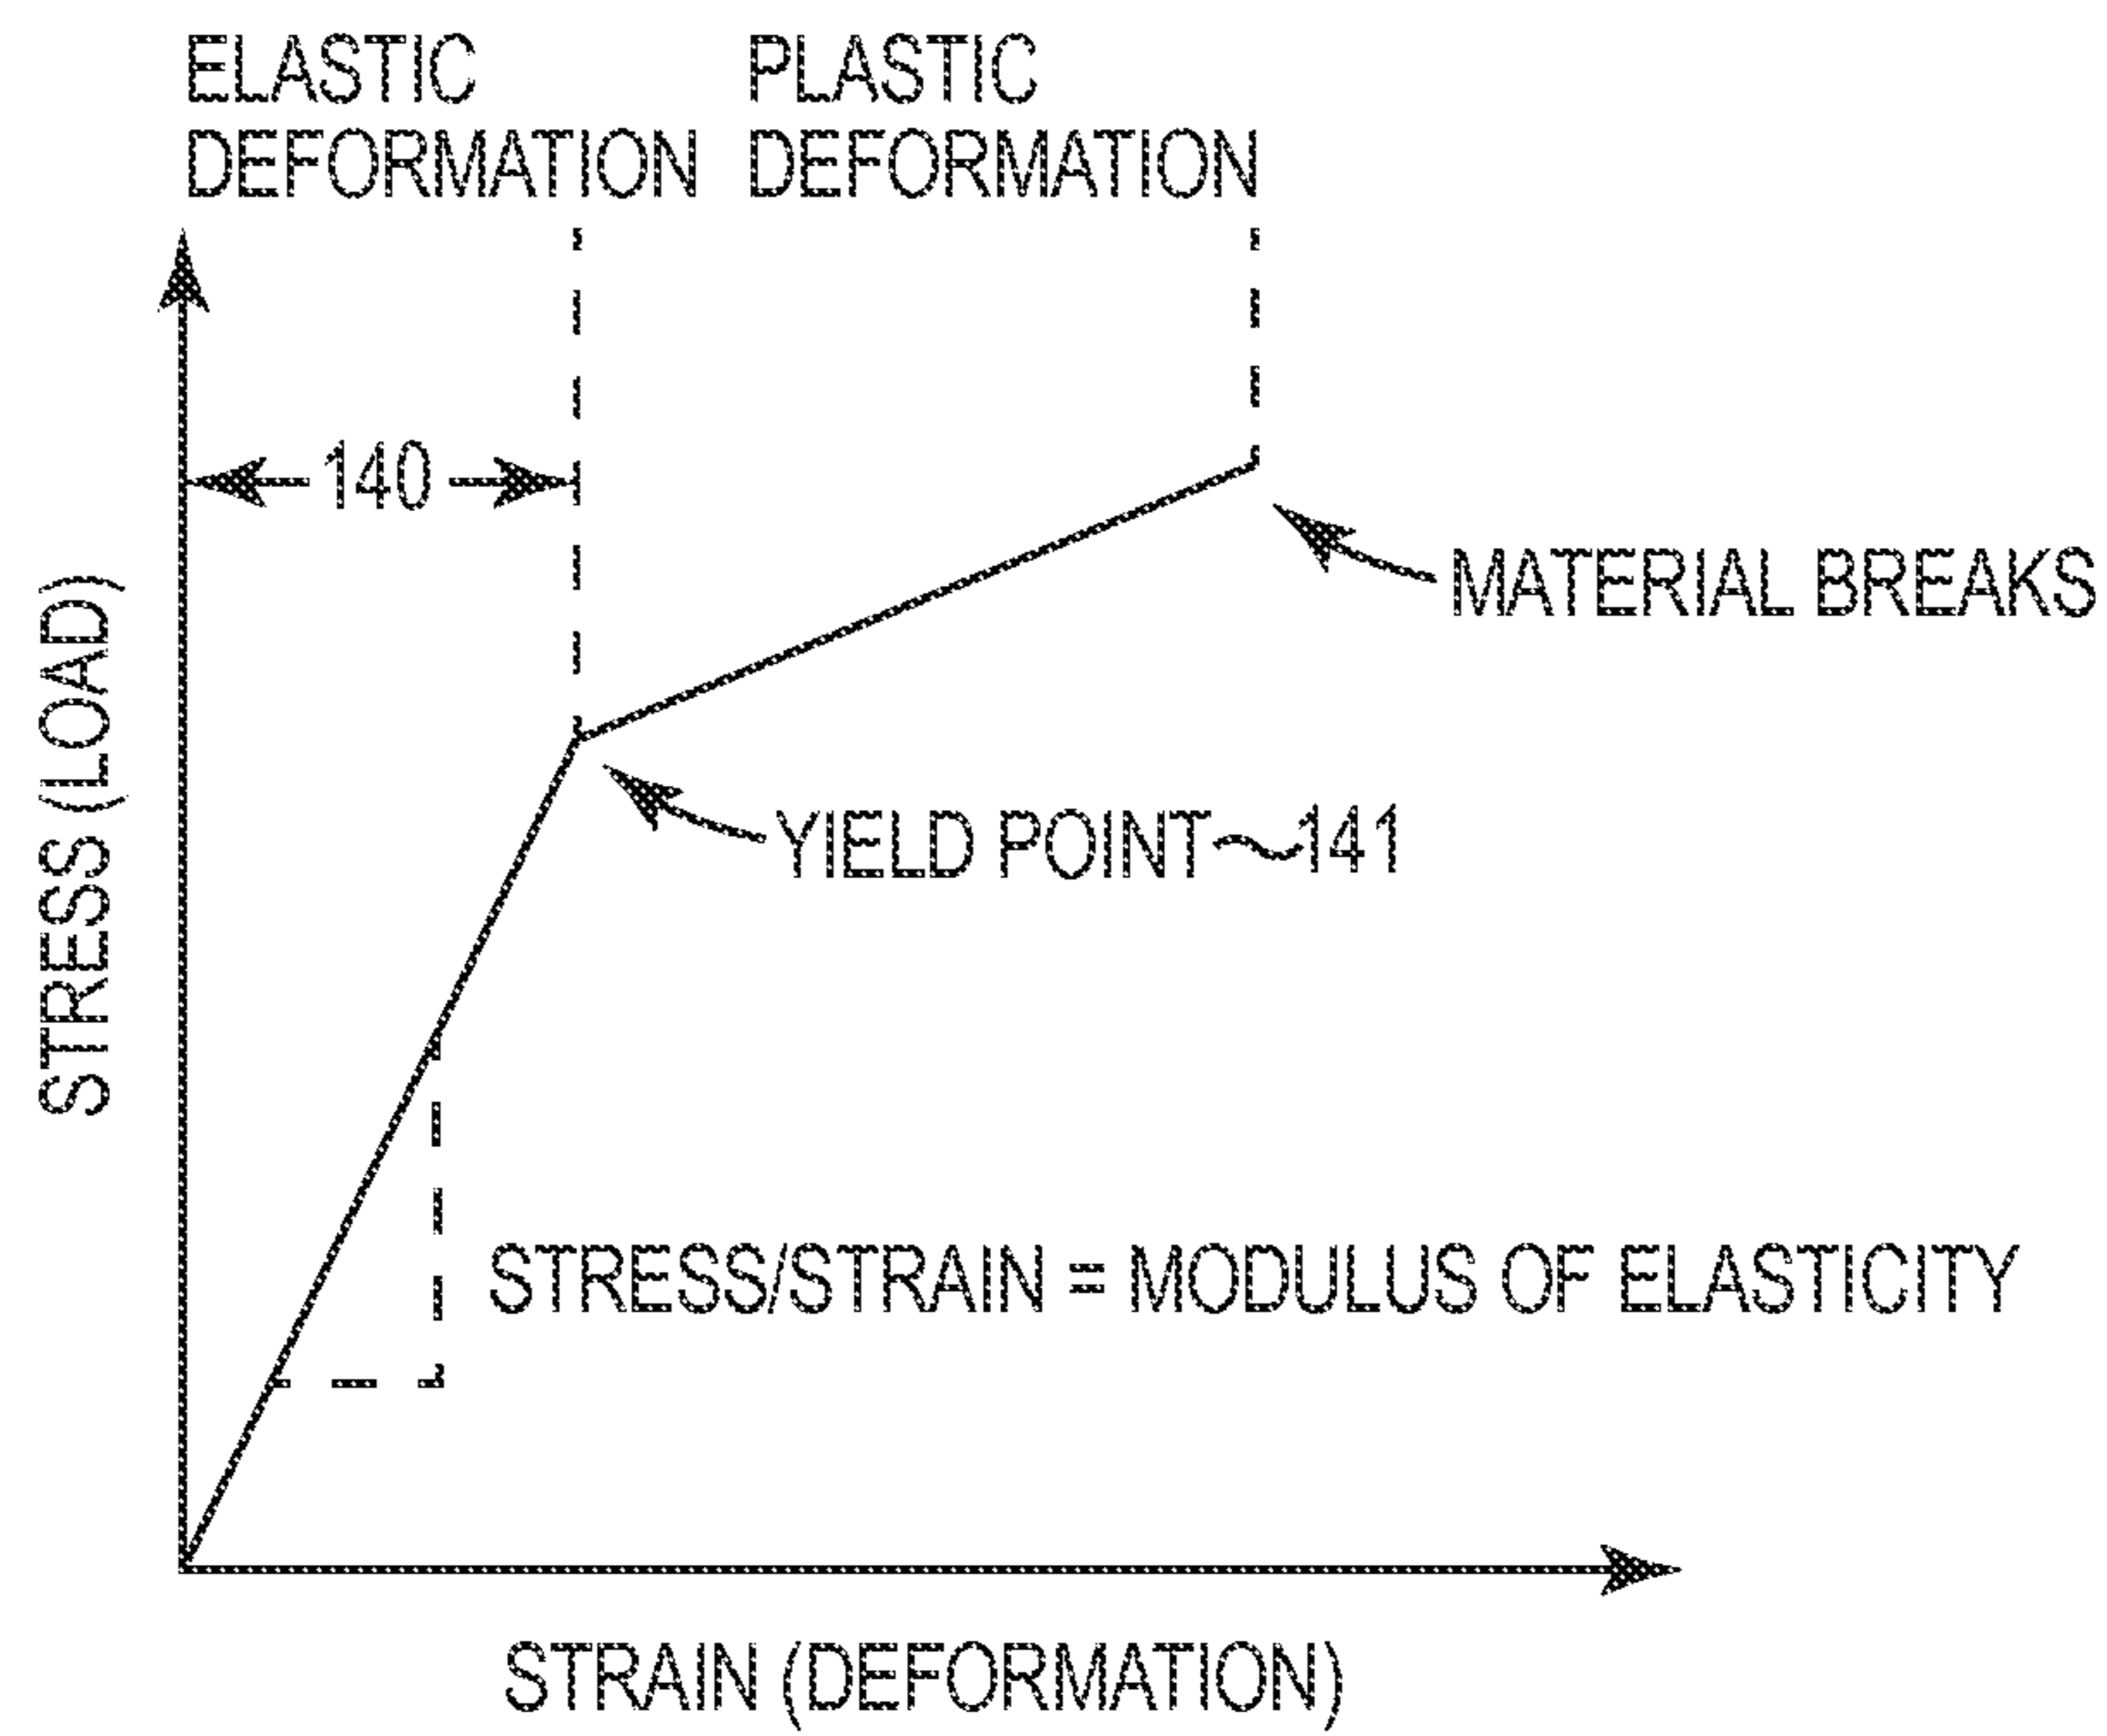 ELASTIC
DEFORMATION
PLASTIC
DEFORMATION
140
MATERIAL BREAKS
STRESS (LOAD)
YIELD POINT~141
STRESS/STRAIN = MODULUS OF ELASTICITY
STRAIN (DEFORMATION)